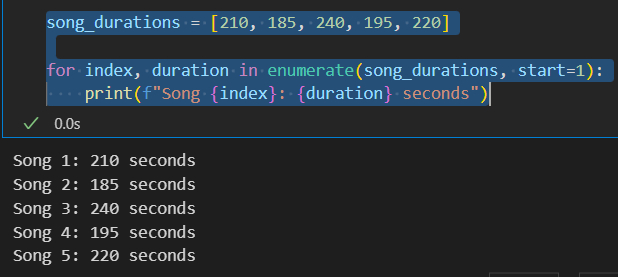 song_durations = [210, 185, 240, 195, 220]
for index, duration in enumerate(song_durations, start=1):
    print(f"Song {index}: {duration} seconds")
0.0s
Song 1: 210 seconds
Song 2: 185 seconds
Song 3: 240 seconds
Song 4: 195 seconds
Song 5: 220 seconds